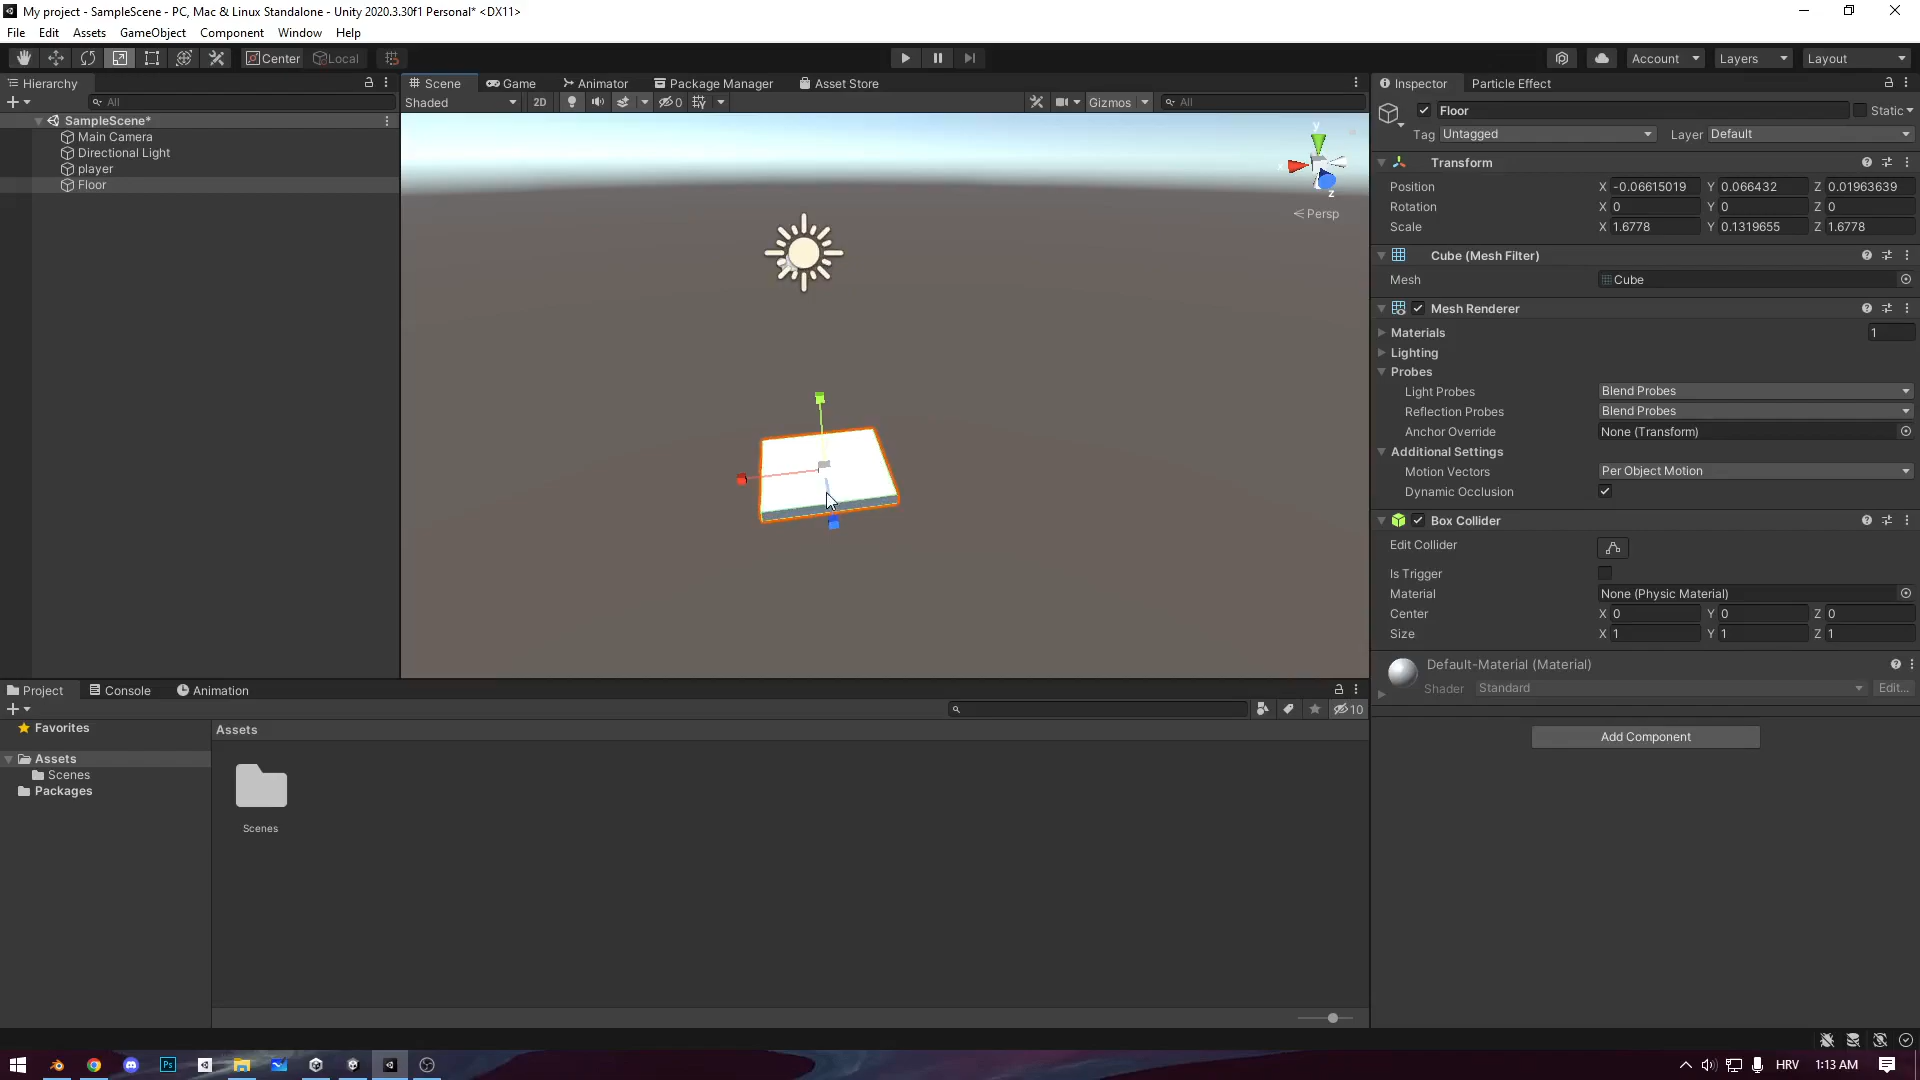 My project - SampleScene - PC, Mac & Linux Standalone - Unity 2020.3.30f1 Personal* <DX11>
File Edit Assets GameObject Component Window Help
Center Local Account Layers Layout
Hierarchy
All
SampleScene*
Main Camera
Directional Light
player
Floor
Scene Game Animator Package Manager Asset Store
Shaded 2D 0 Gizmos All
y
x
z
Persp
Inspector Particle Effect
Floor Static
Tag Untagged Layer Default
Transform
Position X -0.06615019 Y 0.066432 Z 0.01963639
Rotation X 0 Y 0 Z 0
Scale X 1.6778 Y 0.1319655 Z 1.6778
Cube (Mesh Filter)
Mesh Cube
Mesh Renderer
Materials 1
Lighting
Probes
Light Probes Blend Probes
Reflection Probes Blend Probes
Anchor Override None (Transform)
Additional Settings
Motion Vectors Per Object Motion
Dynamic Occlusion
Box Collider
Edit Collider
Is Trigger
Material None (Physic Material)
Center X 0 Y 0 Z 0
Size X 1 Y 1 Z 1
Default-Material (Material)
Shader Standard Edit...
Add Component
Project Console Animation
10
Favorites
Assets
Scenes
Packages
Assets
Scenes
Ps
HRV 1:13 AM